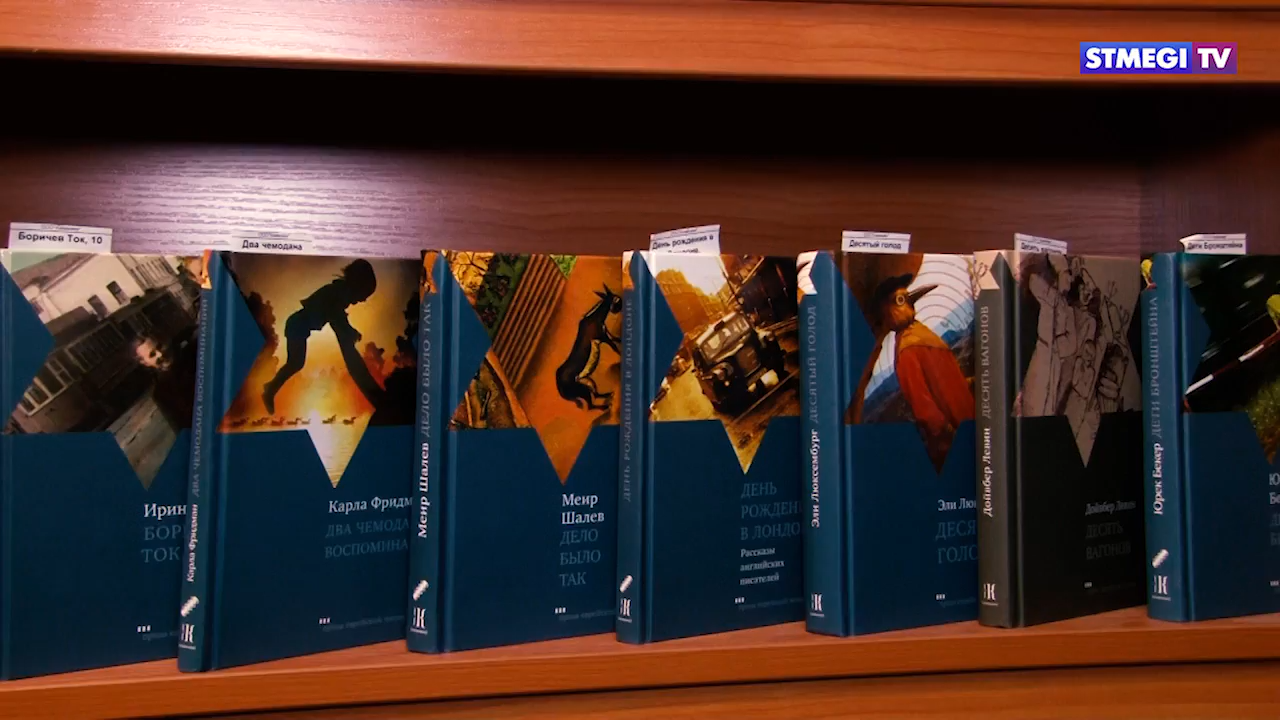 STMEGI TV
Боричев Ток, 10
Два чемодана
День рождения в
Десятый голод
Десять вагонов
Дети Бронштейна
Ирин
БОР
ТОК
Карла Фридман ДВА ЧЕМОДАНА ВОСПОМИНАНИЙ
Карла Фридм
ДВА ЧЕМОДА
ВОСПОМИНА
Меир Шалев ДЕЛО БЫЛО ТАК
Меир
Шалев
ДЕЛО
БЫЛО
ТАК
ДЕНЬ РОЖДЕНИЯ В ЛОНДОНЕ
ДЕНЬ
РОЖДЕН
В ЛОНДО
Рассказы
английских
писателей
Эли Люксембург ДЕСЯТЫЙ ГОЛОД
Эли Лю
ДЕСЯ
ГОЛО
Дойвбер Левин ДЕСЯТЬ ВАГОНОВ
Дойвбер Левин
ДЕСЯТЬ
ВАГОНОВ
Юрек Бекер ДЕТИ БРОНШТЕЙНА